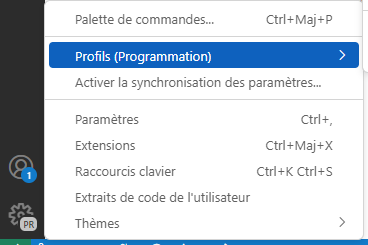 Palette de commandes... Ctrl+Maj+P
Profils (Programmation)
Activer la synchronisation des paramètres...
Paramètres Ctrl+,
Extensions Ctrl+Maj+X
Raccourcis clavier Ctrl+K Ctrl+S
Extraits de code de l'utilisateur
Thèmes
1
PR